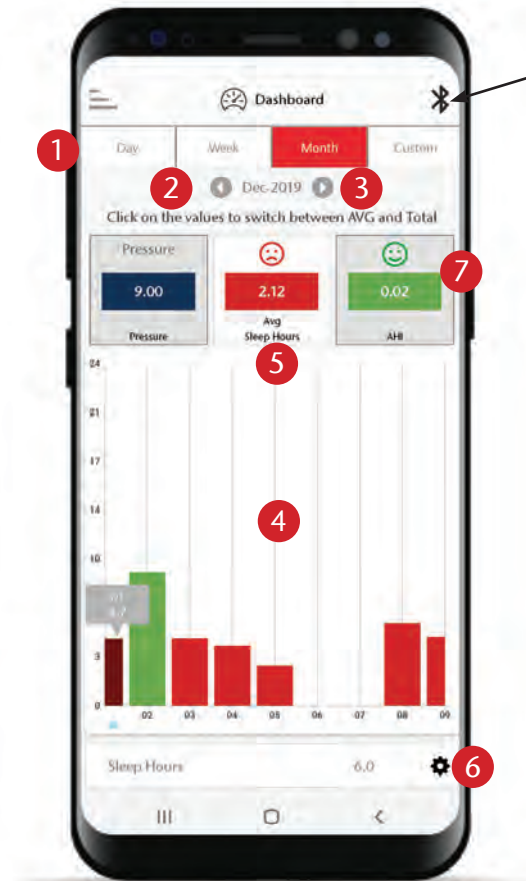 Dashboard
1 Day Week Month Custom
2 Dec-2019 3
Click on the values to switch between AVG and Total
Pressure
9.00 2.12 0.02 7
Avg
Pressure Sleep Hours AHI
5
24
21
17
14
4
10
3
0
02 03 04 05 06 07 08 09
Sleep Hours 6.0 6